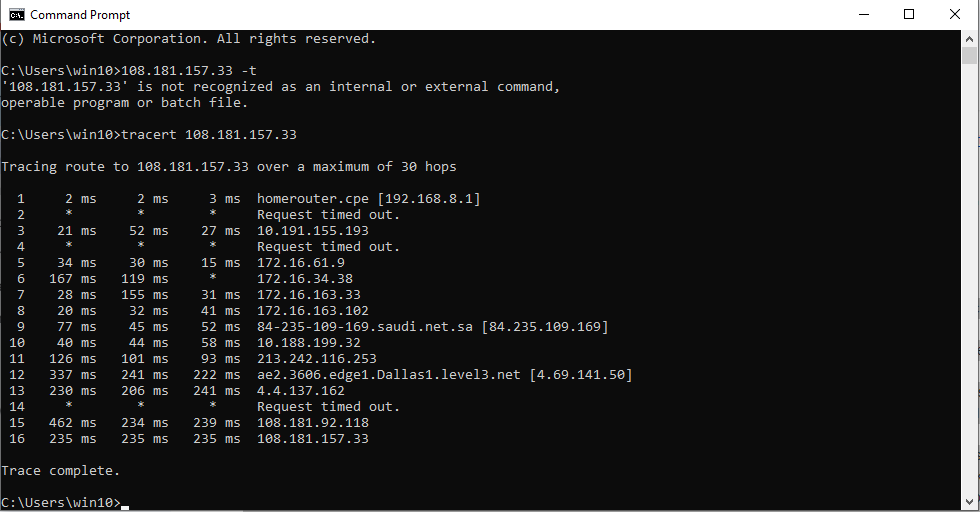 Command Prompt
(c) Microsoft Corporation. All rights reserved.
C:\Users\win10>108.181.157.33 -t
'108.181.157.33' is not recognized as an internal or external command,
operable program or batch file.
C:\Users\win10>tracert 108.181.157.33
Tracing route to 108.181.157.33 over a maximum of 30 hops
1 2 ms 2 ms 3 ms homerouter.cpe [192.168.8.1]
2 * * * Request timed out.
3 21 ms 52 ms 27 ms 10.191.155.193
4 * * * Request timed out.
5 34 ms 30 ms 15 ms 172.16.61.9
6 167 ms 119 ms * 172.16.34.38
7 28 ms 155 ms 31 ms 172.16.163.33
8 20 ms 32 ms 41 ms 172.16.163.102
9 77 ms 45 ms 52 ms 84-235-109-169.saudi.net.sa [84.235.109.169]
10 40 ms 44 ms 58 ms 10.188.199.32
11 126 ms 101 ms 93 ms 213.242.116.253
12 337 ms 241 ms 222 ms ae2.3606.edge1.Dallas1.level3.net [4.69.141.50]
13 230 ms 206 ms 241 ms 4.4.137.162
14 * * * Request timed out.
15 462 ms 234 ms 239 ms 108.181.92.118
16 235 ms 235 ms 235 ms 108.181.157.33
Trace complete.
C:\Users\win10>